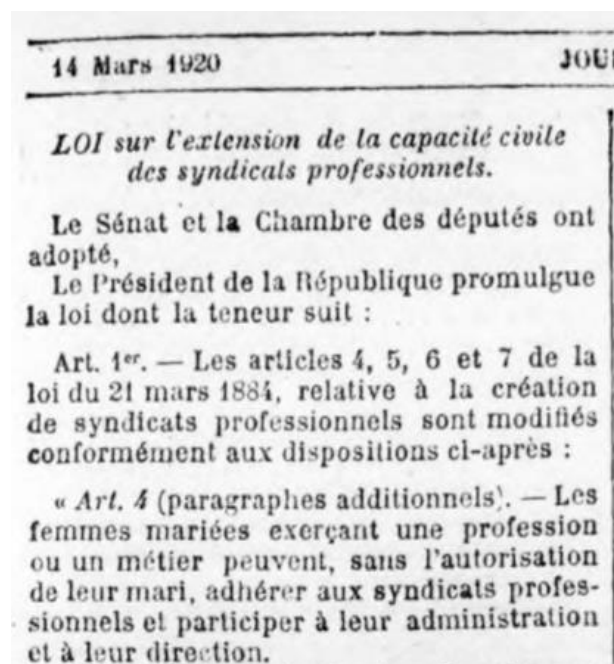 14 Mars 1920 JOU
LOI sur l'extension de la capacité civile
des syndicats professionnels.
Le Sénat et la Chambre des députés ont
adopté,
Le Président de la République promulgue
la loi dont la teneur suit :
Art. 1er. — Les articles 4, 5, 6 et 7 de la
loi du 21 mars 1884, relative à la création
de syndicats professionnels sont modifiés
conformément aux dispositions ci-après :
« Art. 4 (paragraphes additionnels). — Les
femmes mariées exerçant une profession
ou un métier peuvent, sans l'autorisation
de leur mari, adhérer aux syndicats profes-
sionnels et participer à leur administration
et à leur direction.